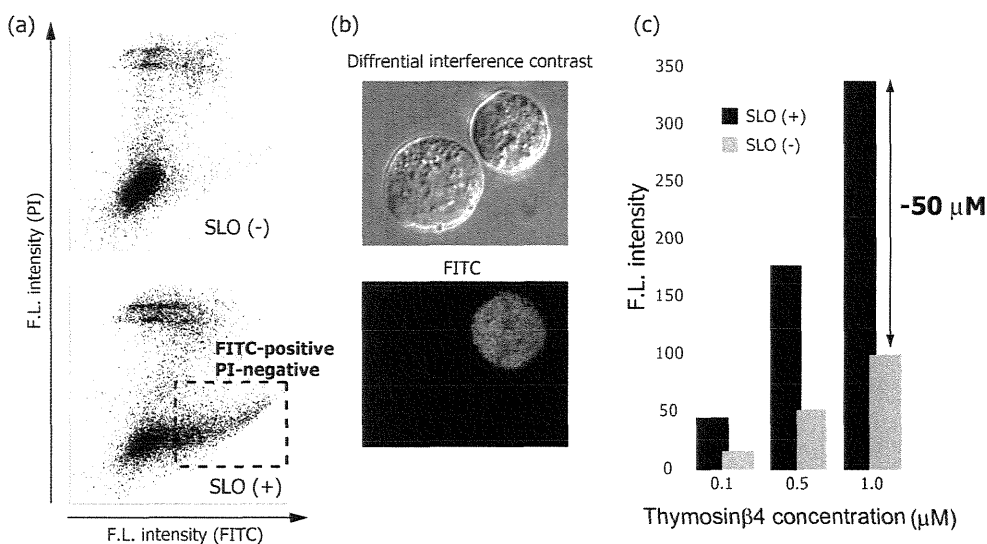 (a)
F.L. intensity (PI)
SLO (-)
FITC-positive
PI-negative
SLO (+)
F.L. intensity (FITC)
(b)
Diffrential interference contrast
FITC
(c)
F.L. intensity
350
300
250
200
150
100
50
0
SLO (+)
SLO (-)
-50 μM
0.1 0.5 1.0
Thymosinβ4 concentration (μM)